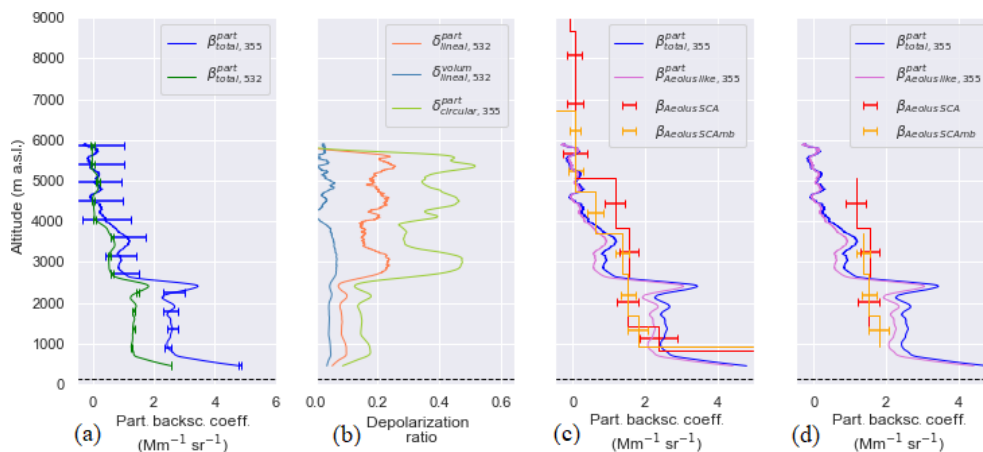 9000
8000
7000
6000
5000
4000
3000
2000
1000
0
Altitude (m a.s.l.)
β^part_total, 355
β^part_total, 532
0 2 4
(a) Part. backsc. coeff.
(Mm⁻¹ sr⁻¹)
δ^part_lineal, 532
δ^volum_lineal, 532
δ^part_circular, 355
0.0 0.2 0.4 0.6
(b) Depolarization
ratio
β^part_total, 355
β^part_Aeolus like, 355
β_Aeolus SCA
β_Aeolus SCAmb
0 2 4
(c) Part. backsc. coeff.
(Mm⁻¹ sr⁻¹)
β^part_total, 355
β^part_Aeolus like, 355
β_Aeolus SCA
β_Aeolus SCAmb
0 2 4
(d) Part. backsc. coeff.
(Mm⁻¹ sr⁻¹)